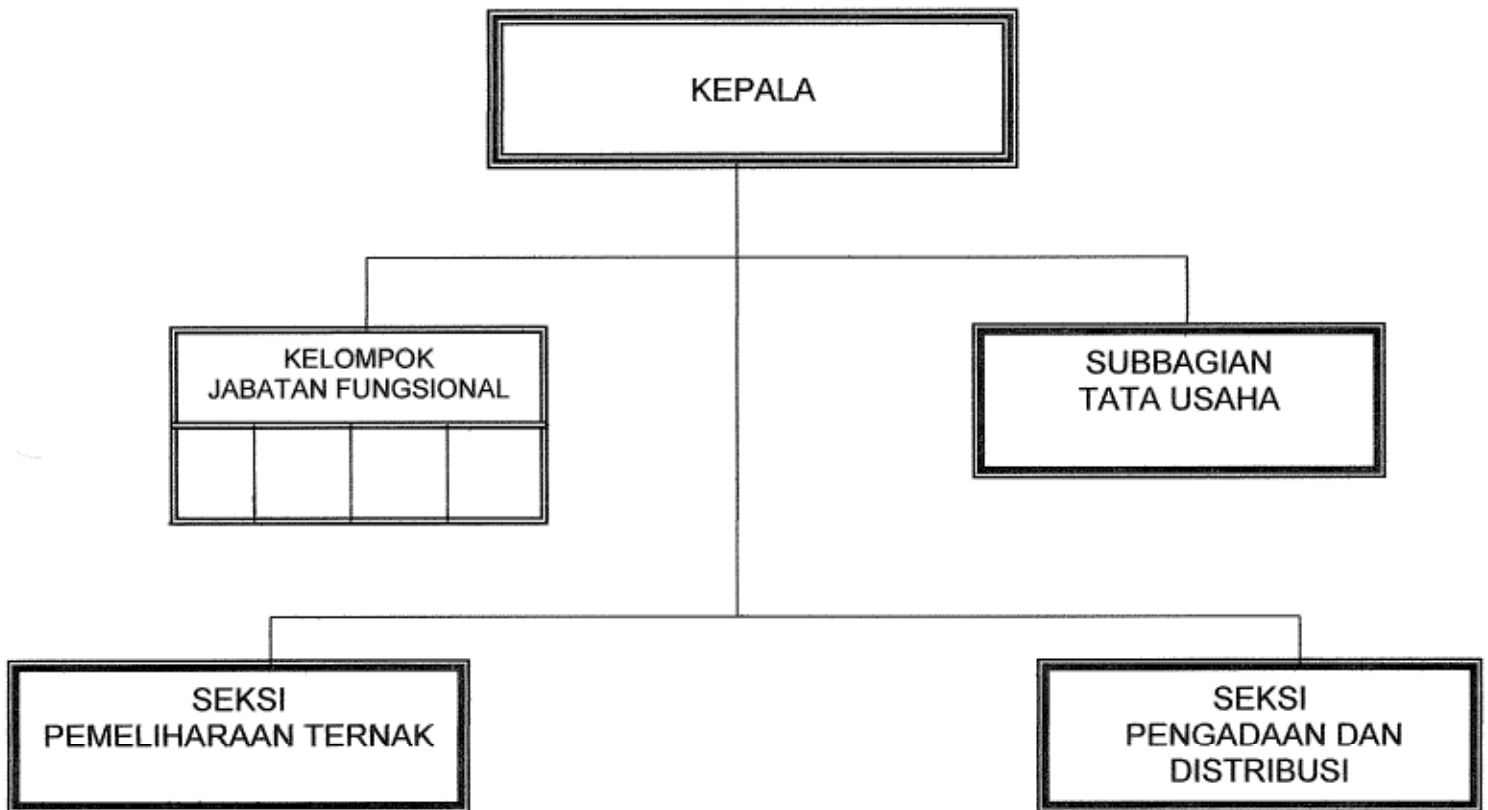 KEPALA
KELOMPOK
JABATAN FUNGSIONAL
SUBBAGIAN
TATA USAHA
SEKSI
PEMELIHARAAN TERNAK
SEKSI
PENGADAAN DAN
DISTRIBUSI